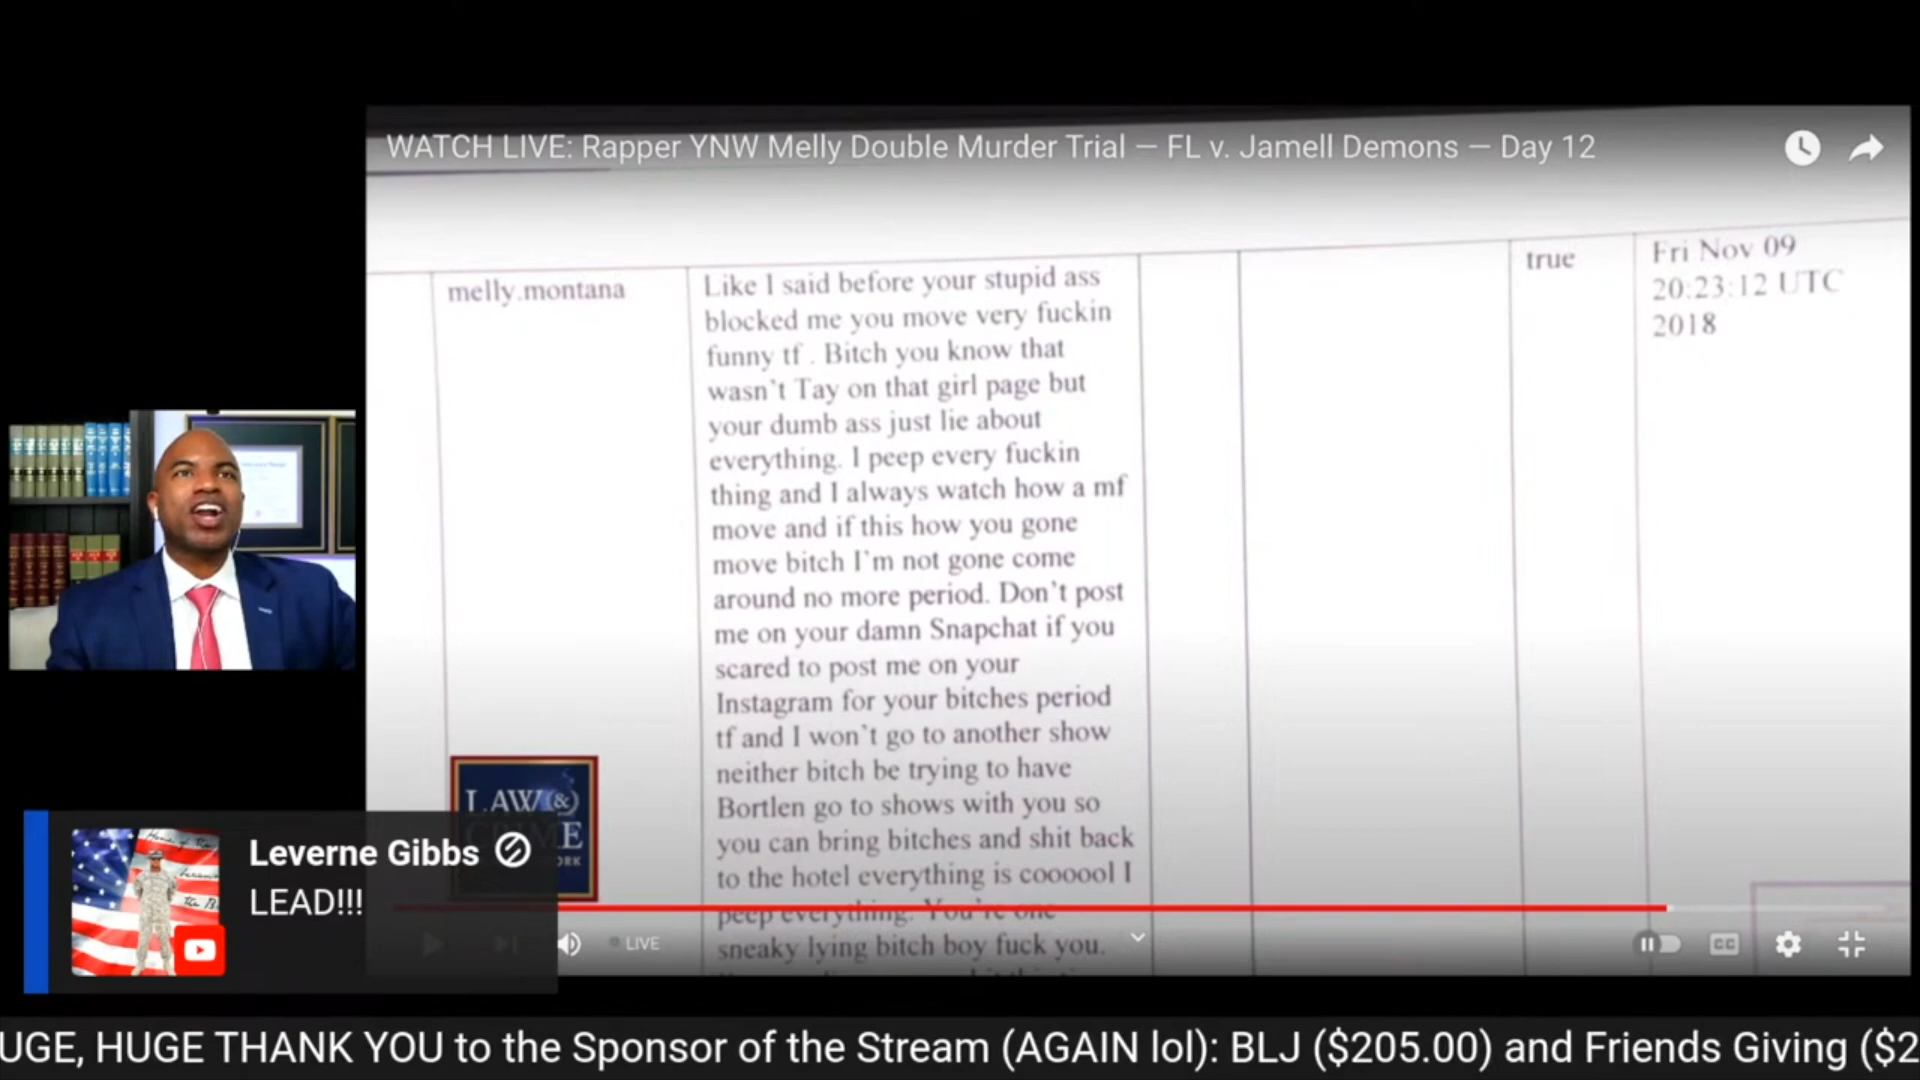 WATCH LIVE: Rapper YNW Melly Double Murder Trial — FL v. Jamell Demons — Day 12
melly.montana
Like I said before your stupid ass
blocked me you move very fuckin
funny tf . Bitch you know that
wasn't Tay on that girl page but
your dumb ass just lie about
everything. I peep every fuckin
thing and I always watch how a mf
move and if this how you gone
move bitch I'm not gone come
around no more period. Don't post
me on your damn Snapchat if you
scared to post me on your
Instagram for your bitches period
tf and I won't go to another show
neither bitch be trying to have
Bortlen go to shows with you so
you can bring bitches and shit back
to the hotel everything is coooool I
peep everything. You're one
sneaky lying bitch boy fuck you.
true
Fri Nov 09
20:23:12 UTC
2018
LAW &
Leverne Gibbs
LEAD!!!
LIVE
CC
UGE, HUGE THANK YOU to the Sponsor of the Stream (AGAIN lol): BLJ ($205.00) and Friends Giving ($2